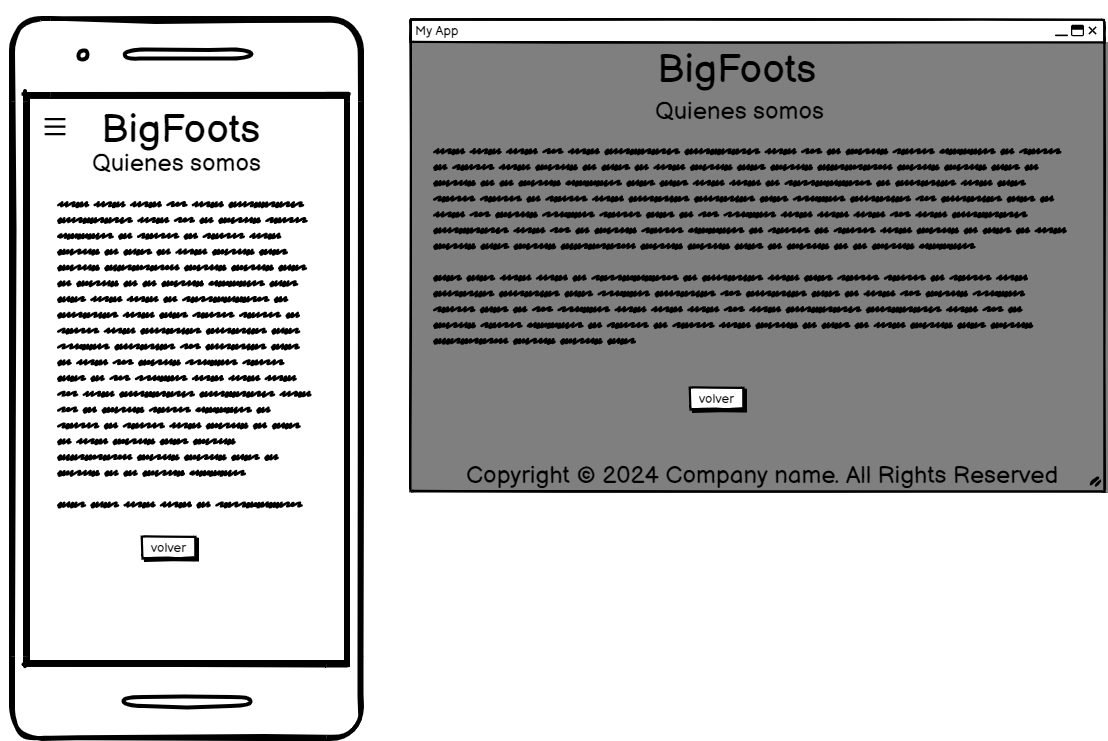 BigFoots
Quienes somos
volver
My App
BigFoots
Quienes somos
volver
Copyright © 2024 Company name. All Rights Reserved